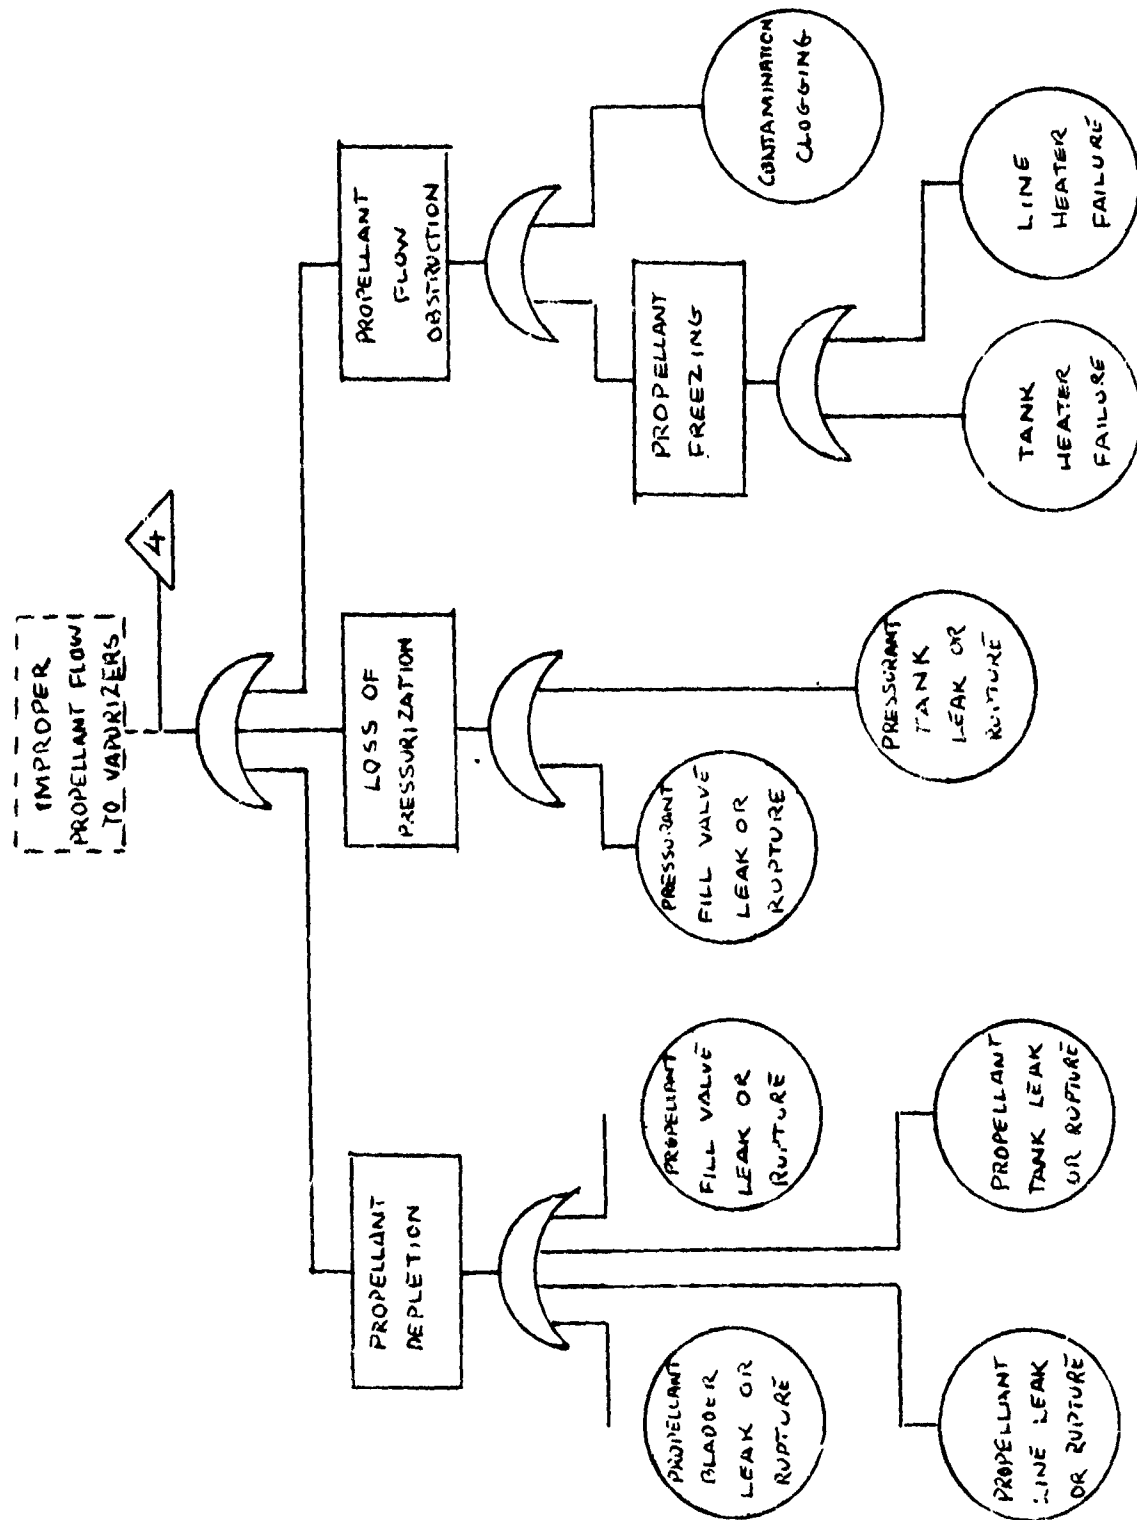 IMPROPER
PROPELLANT FLOW
TO VAPORIZERS
4
PROPELLANT
DEPLETION
LOSS OF
PRESSURIZATION
PROPELLANT
FLOW
OBSTRUCTION
PROPELLANT
BLADDER
LEAK OR
RUPTURE
PROPELLANT
FILL VALVE
LEAK OR
RUPTURE
PROPELLANT
LINE LEAK
OR RUPTURE
PROPELLANT
TANK LEAK
OR RUPTURE
PRESSURANT
FILL VALVE
LEAK OR
RUPTURE
PRESSURANT
TANK
LEAK OR
RUPTURE
PROPELLANT
FREEZING
CONTAMINATION
CLOGGING
TANK
HEATER
FAILURE
LINE
HEATER
FAILURE